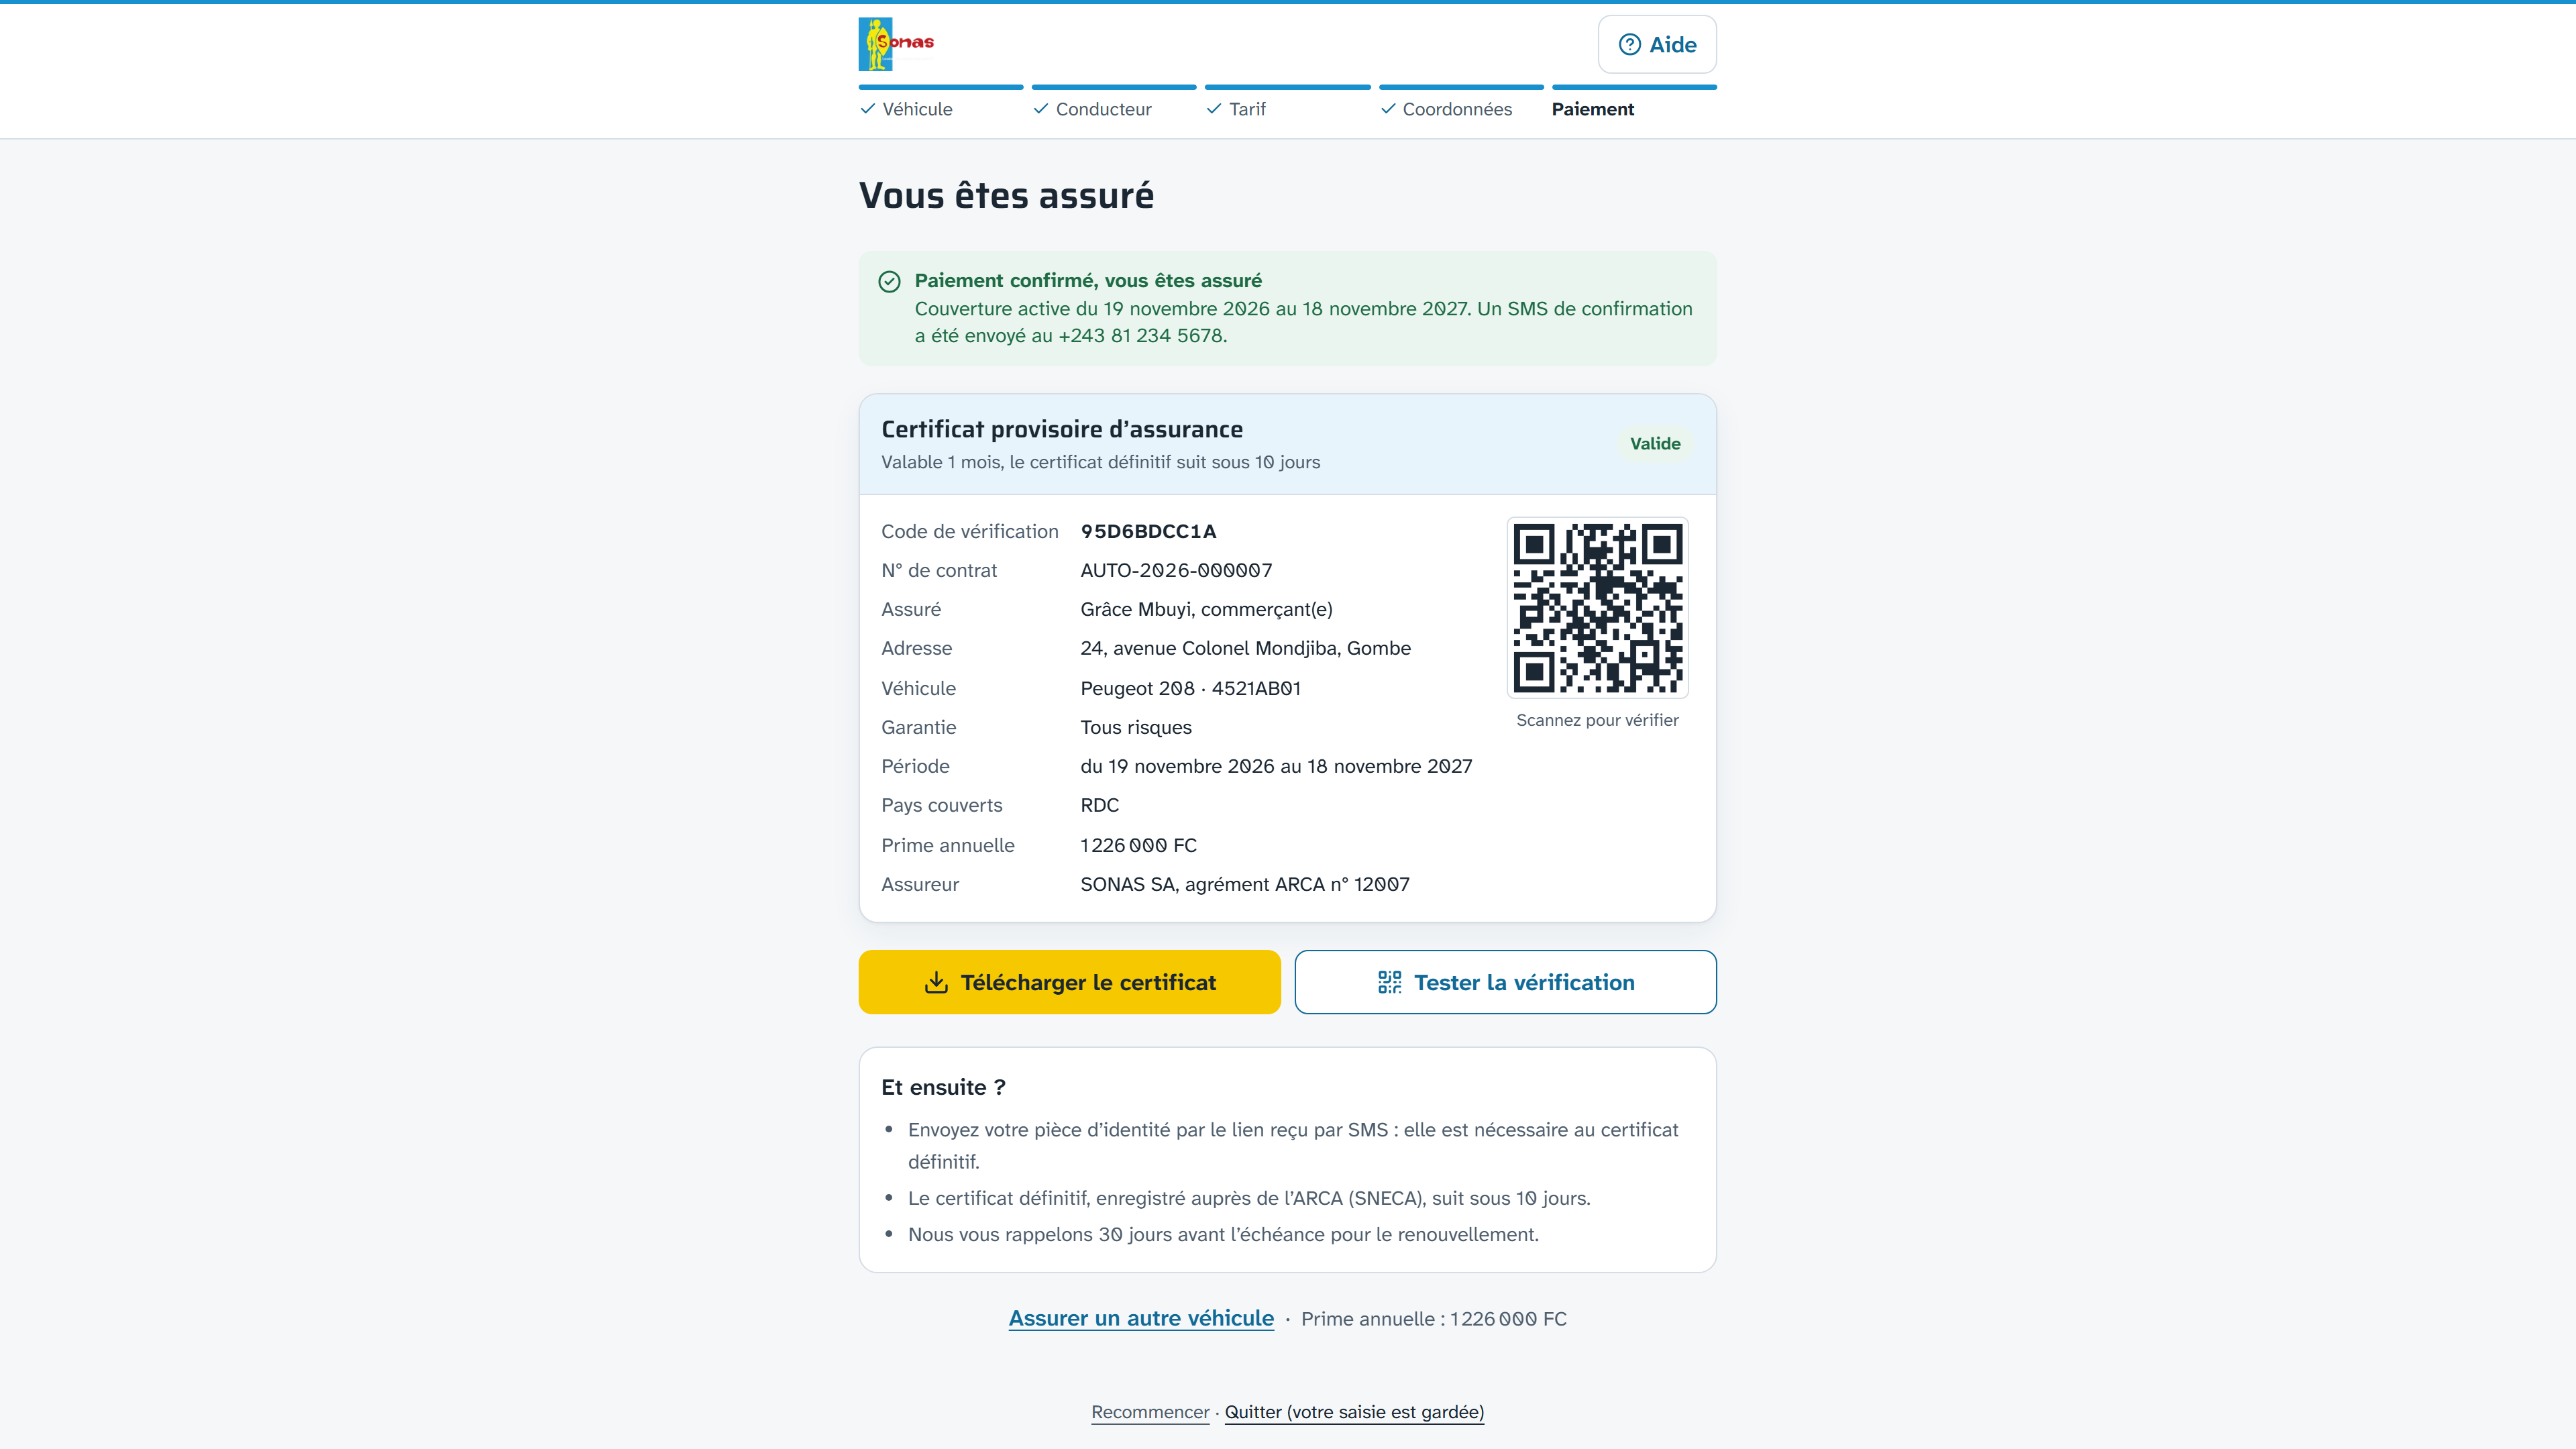 Sonas
Aide
Véhicule
Conducteur
Tarif
Coordonnées
Paiement
Vous êtes assuré
Paiement confirmé, vous êtes assuré
Couverture active du 19 novembre 2026 au 18 novembre 2027. Un SMS de confirmation
a été envoyé au +243 81 234 5678.
Certificat provisoire d’assurance
Valable 1 mois, le certificat définitif suit sous 10 jours
Valide
Code de vérification 95D6BDCC1A
N° de contrat AUTO-2026-000007
Assuré Grâce Mbuyi, commerçant(e)
Adresse 24, avenue Colonel Mondjiba, Gombe
Véhicule Peugeot 208 · 4521AB01
Garantie Tous risques
Période du 19 novembre 2026 au 18 novembre 2027
Pays couverts RDC
Prime annuelle 1 226 000 FC
Assureur SONAS SA, agrément ARCA n° 12007
Scannez pour vérifier
Télécharger le certificat
Tester la vérification
Et ensuite ?
Envoyez votre pièce d’identité par le lien reçu par SMS : elle est nécessaire au certificat
définitif.
Le certificat définitif, enregistré auprès de l’ARCA (SNECA), suit sous 10 jours.
Nous vous rappelons 30 jours avant l’échéance pour le renouvellement.
Assurer un autre véhicule · Prime annuelle : 1 226 000 FC
Recommencer · Quitter (votre saisie est gardée)